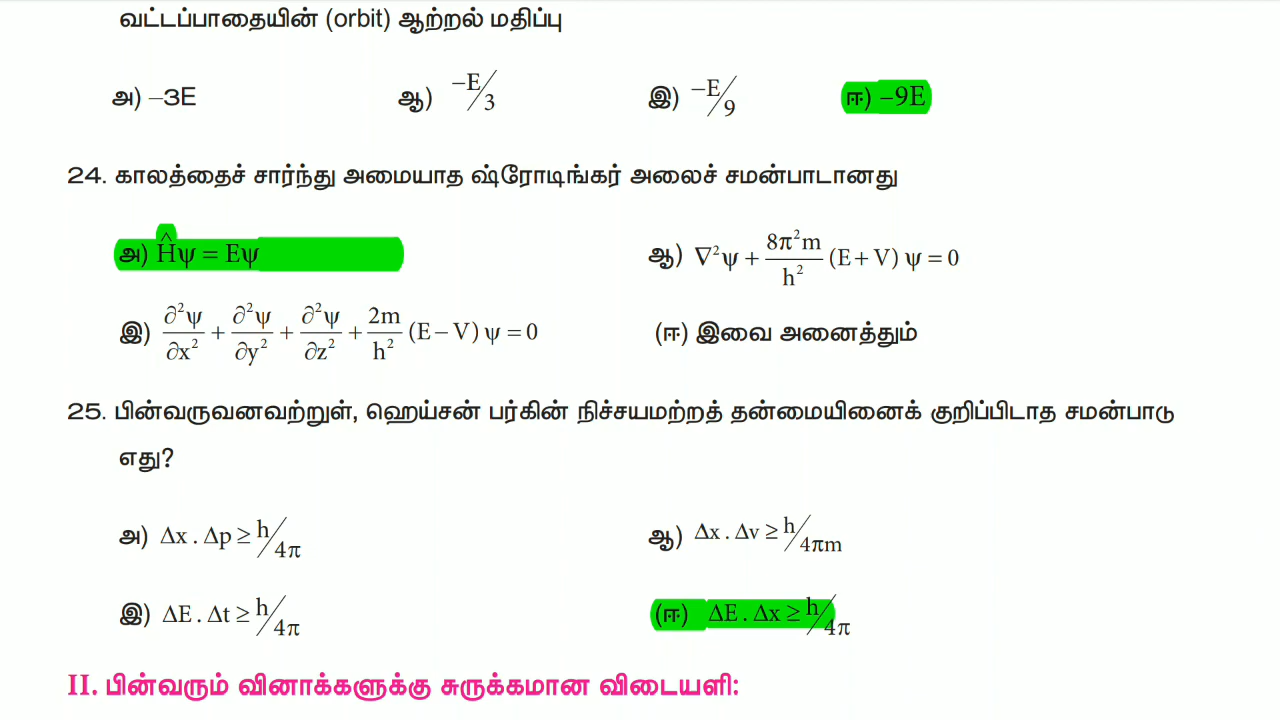 வட்டப்பாதையின் (orbit) ஆற்றல் மதிப்பு
அ) –3E ஆ) –E/3 இ) –E/9 ஈ) –9E
24. காலத்தைச் சார்ந்து அமையாத ஷ்ரோடிங்கர் அலைச் சமன்பாடானது
அ) Ĥψ = Eψ ஆ) ∇²ψ + 8π²m/h² (E+V) ψ = 0
இ) ∂²ψ/∂x² + ∂²ψ/∂y² + ∂²ψ/∂z² + 2m/h² (E – V) ψ = 0 (ஈ) இவை அனைத்தும்
25. பின்வருவனவற்றுள், ஹெய்சன் பர்கின் நிச்சயமற்றத் தன்மையினைக் குறிப்பிடாத சமன்பாடு
எது?
அ) Δx . Δp ≥ h/4π ஆ) Δx . Δv ≥ h/4πm
இ) ΔE . Δt ≥ h/4π (ஈ) ΔE . Δx ≥ h/4π
II. பின்வரும் வினாக்களுக்கு சுருக்கமான விடையளி: